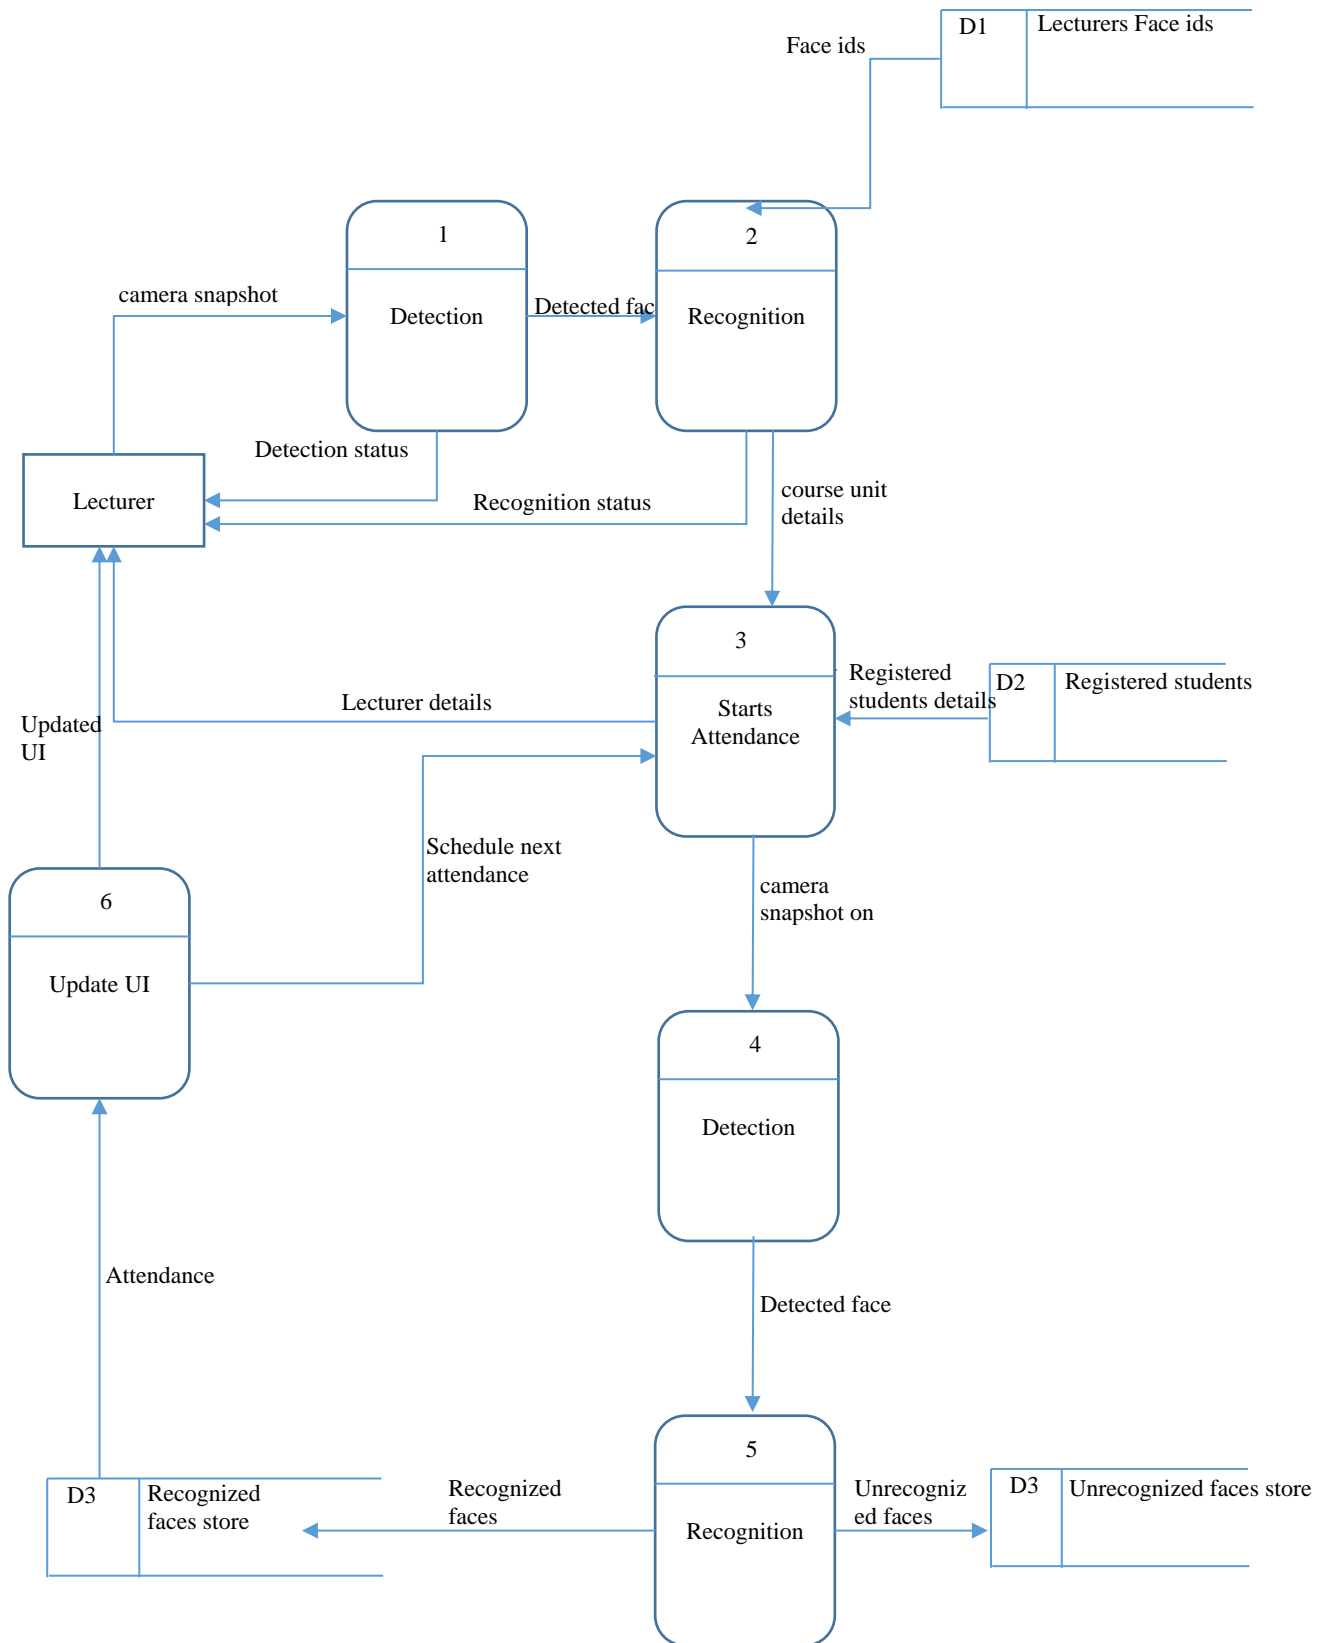 D1
Lecturers Face ids
Face ids
1
2
camera snapshot
Detection
Detected fac
Recognition
Detection status
Lecturer
Recognition status
course unit
details
3
Registered
students details
D2
Registered students
Lecturer details
Starts
Attendance
Updated
UI
Schedule next
attendance
6
camera
snapshot on
Update UI
4
Detection
Attendance
Detected face
5
D3
Recognized
faces store
Recognized
faces
Unrecogniz
ed faces
D3
Unrecognized faces store
Recognition